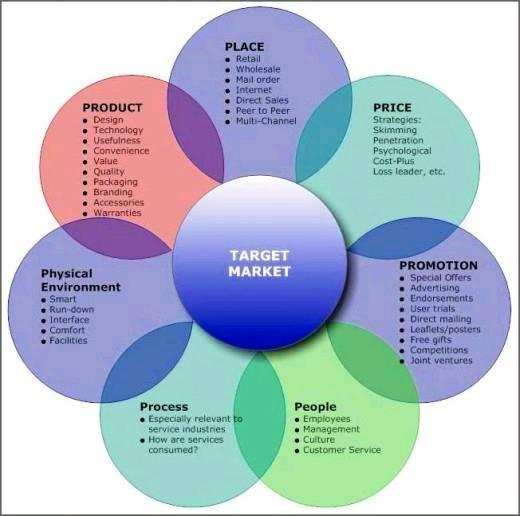 PLACE
Retail
Wholesale
Mail order
Internet
Direct Sales
Peer to Peer
Multi-Channel
PRODUCT
Design
Technology
Usefulness
Convenience
Value
Quality
Packaging
Branding
Accessories
Warranties
PRICE
Strategies:
Skimming
Penetration
Psychological
Cost-Plus
Loss leader, etc.
TARGET
MARKET
Physical
Environment
Smart
Run-down
Interface
Comfort
Facilities
PROMOTION
Special Offers
Advertising
Endorsements
User trials
Direct mailing
Leaflets/posters
Free gifts
Competitions
Joint ventures
Process
Especially relevant to
service industries
How are services
consumed?
People
Employees
Management
Culture
Customer Service